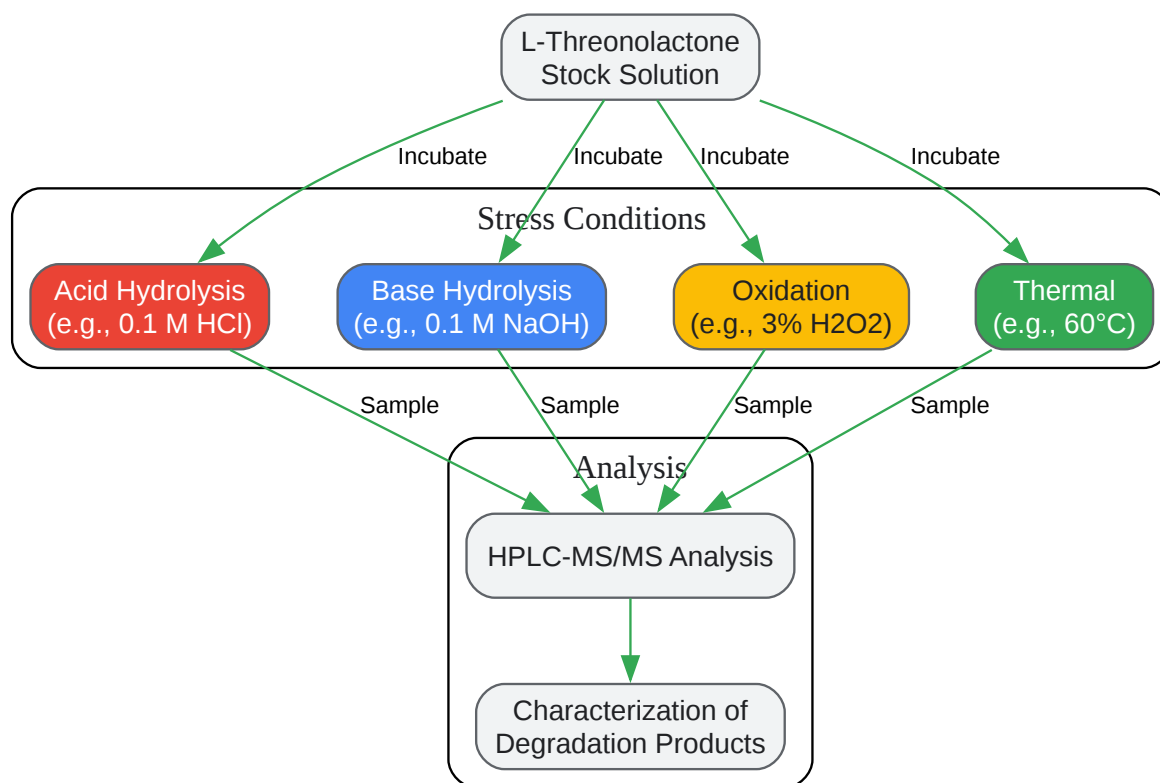 L-Threonolactone
Stock Solution
Incubate
Incubate
Incubate
Incubate
Stress Conditions
Acid Hydrolysis
(e.g., 0.1 M HCl)
Base Hydrolysis
(e.g., 0.1 M NaOH)
Oxidation
(e.g., 3% H2O2)
Thermal
(e.g., 60°C)
Sample
Sample
Sample
Sample
Analysis
HPLC-MS/MS Analysis
Characterization of
Degradation Products